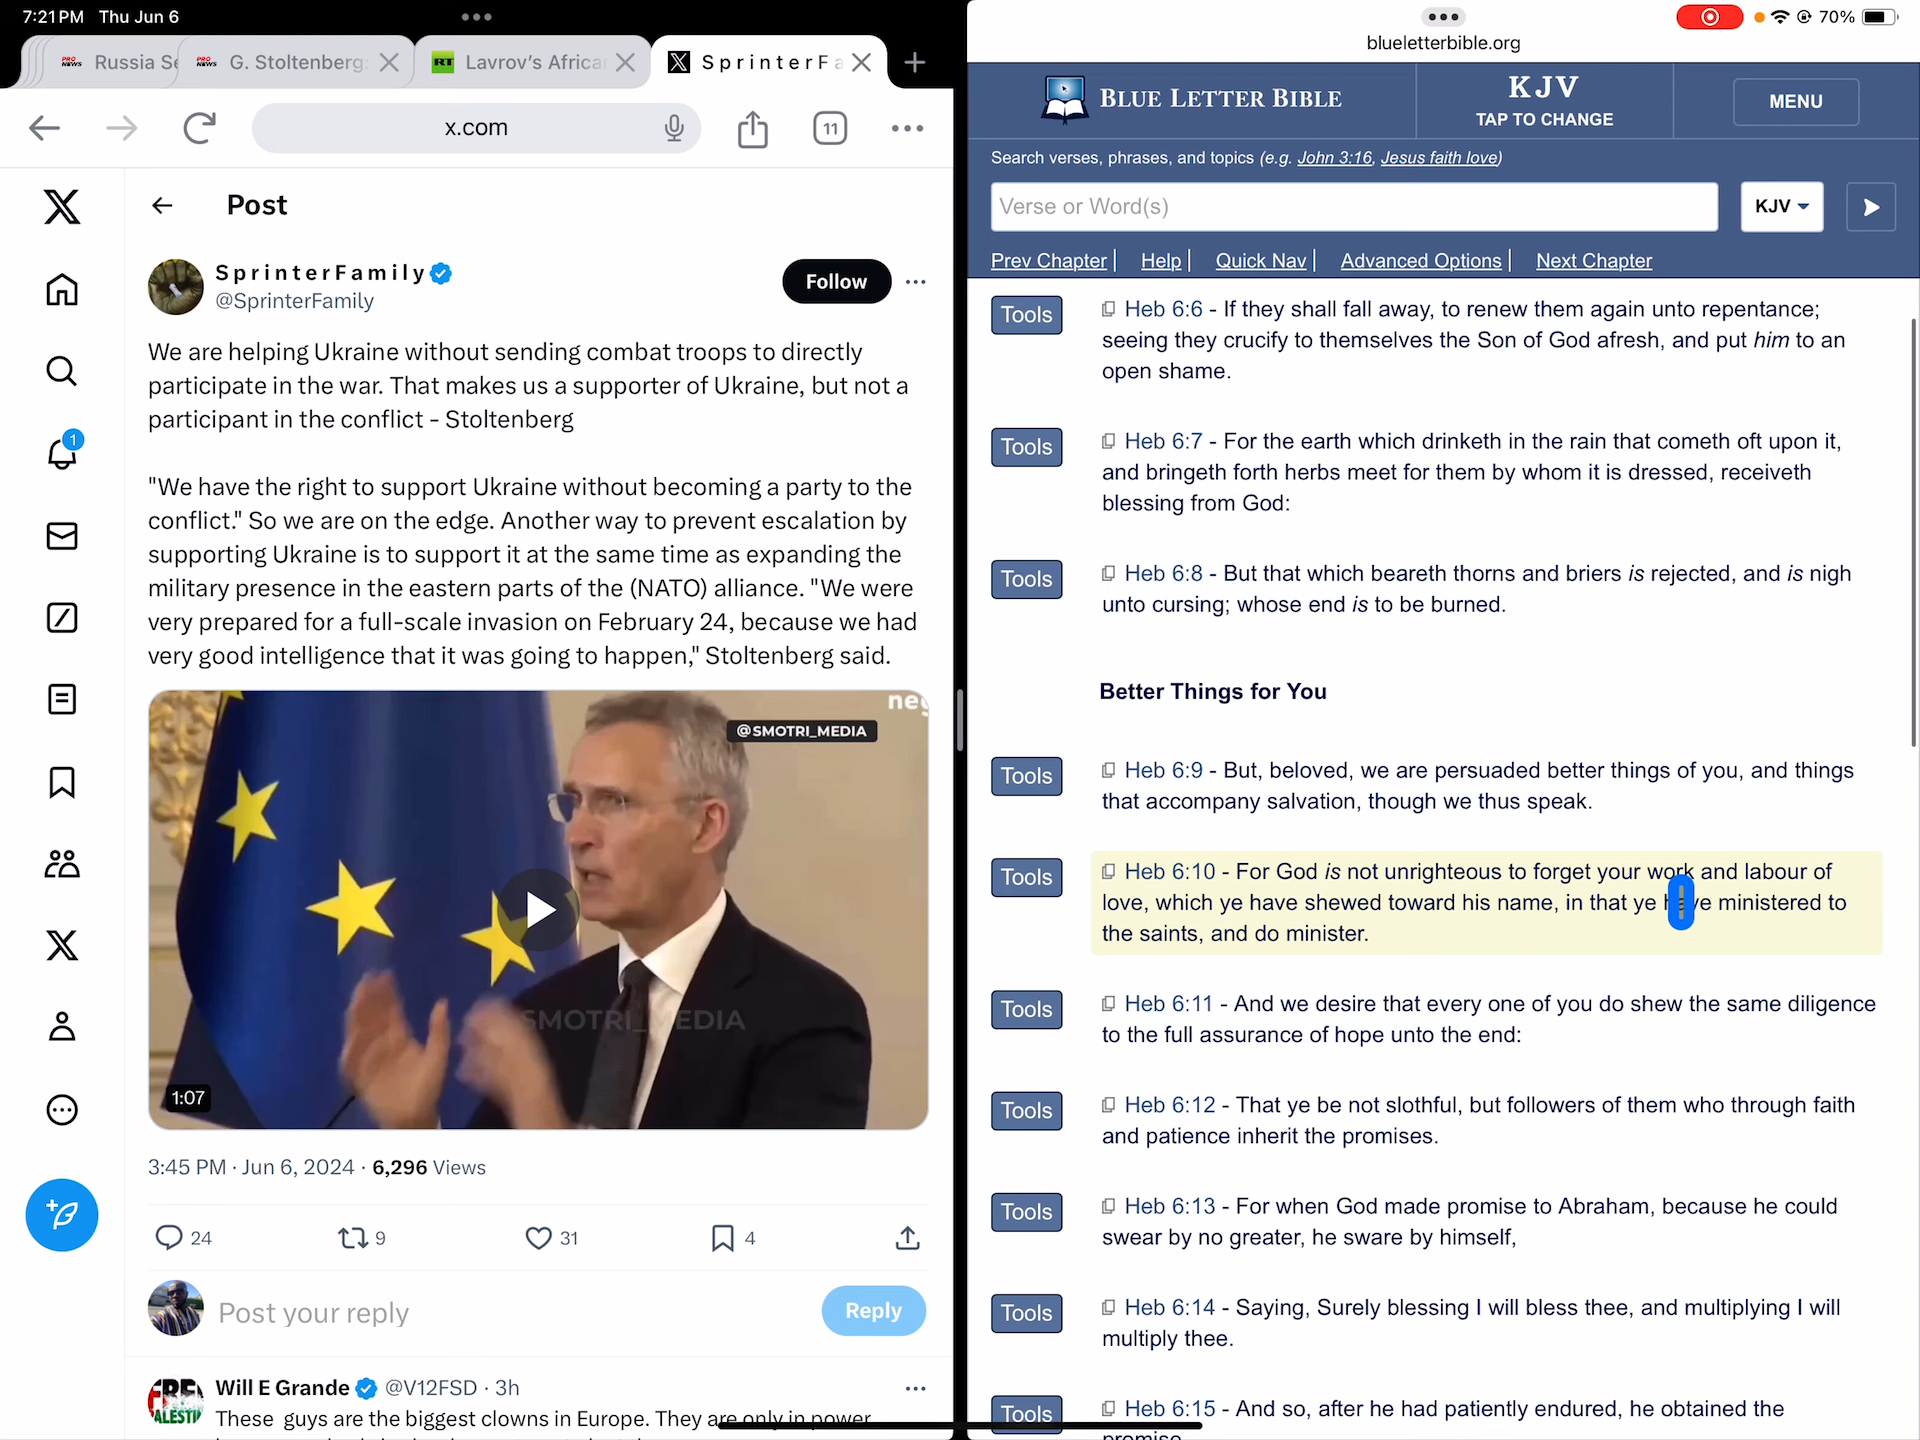 7:21 PM Thu Jun 6
Russia Se
G. Stoltenberg:
RT Lavrov's Africa
SprinterFa
x.com
11
Post
SprinterFamily
@SprinterFamily
Follow
We are helping Ukraine without sending combat troops to directly
participate in the war. That makes us a supporter of Ukraine, but not a
participant in the conflict - Stoltenberg
"We have the right to support Ukraine without becoming a party to the
conflict." So we are on the edge. Another way to prevent escalation by
supporting Ukraine is to support it at the same time as expanding the
military presence in the eastern parts of the (NATO) alliance. "We were
very prepared for a full-scale invasion on February 24, because we had
very good intelligence that it was going to happen," Stoltenberg said.
@SMOTRI_MEDIA
SMOTRI_MEDIA
1:07
3:45 PM · Jun 6, 2024 · 6,296 Views
24
9
31
4
Post your reply
Reply
1
Will E Grande @V12FSD · 3h
These guys are the biggest clowns in Europe. They are only in power
70%
blueletterbible.org
BLUE LETTER BIBLE
KJV
TAP TO CHANGE
MENU
Search verses, phrases, and topics (e.g. John 3:16, Jesus faith love)
Verse or Word(s)
KJV
Prev Chapter | Help | Quick Nav | Advanced Options | Next Chapter
Tools
Heb 6:6 - If they shall fall away, to renew them again unto repentance;
seeing they crucify to themselves the Son of God afresh, and put him to an
open shame.
Tools
Heb 6:7 - For the earth which drinketh in the rain that cometh oft upon it,
and bringeth forth herbs meet for them by whom it is dressed, receiveth
blessing from God:
Tools
Heb 6:8 - But that which beareth thorns and briers is rejected, and is nigh
unto cursing; whose end is to be burned.
Better Things for You
Tools
Heb 6:9 - But, beloved, we are persuaded better things of you, and things
that accompany salvation, though we thus speak.
Tools
Heb 6:10 - For God is not unrighteous to forget your work and labour of
love, which ye have shewed toward his name, in that ye have ministered to
the saints, and do minister.
Tools
Heb 6:11 - And we desire that every one of you do shew the same diligence
to the full assurance of hope unto the end:
Tools
Heb 6:12 - That ye be not slothful, but followers of them who through faith
and patience inherit the promises.
Tools
Heb 6:13 - For when God made promise to Abraham, because he could
swear by no greater, he sware by himself,
Tools
Heb 6:14 - Saying, Surely blessing I will bless thee, and multiplying I will
multiply thee.
Tools
Heb 6:15 - And so, after he had patiently endured, he obtained the